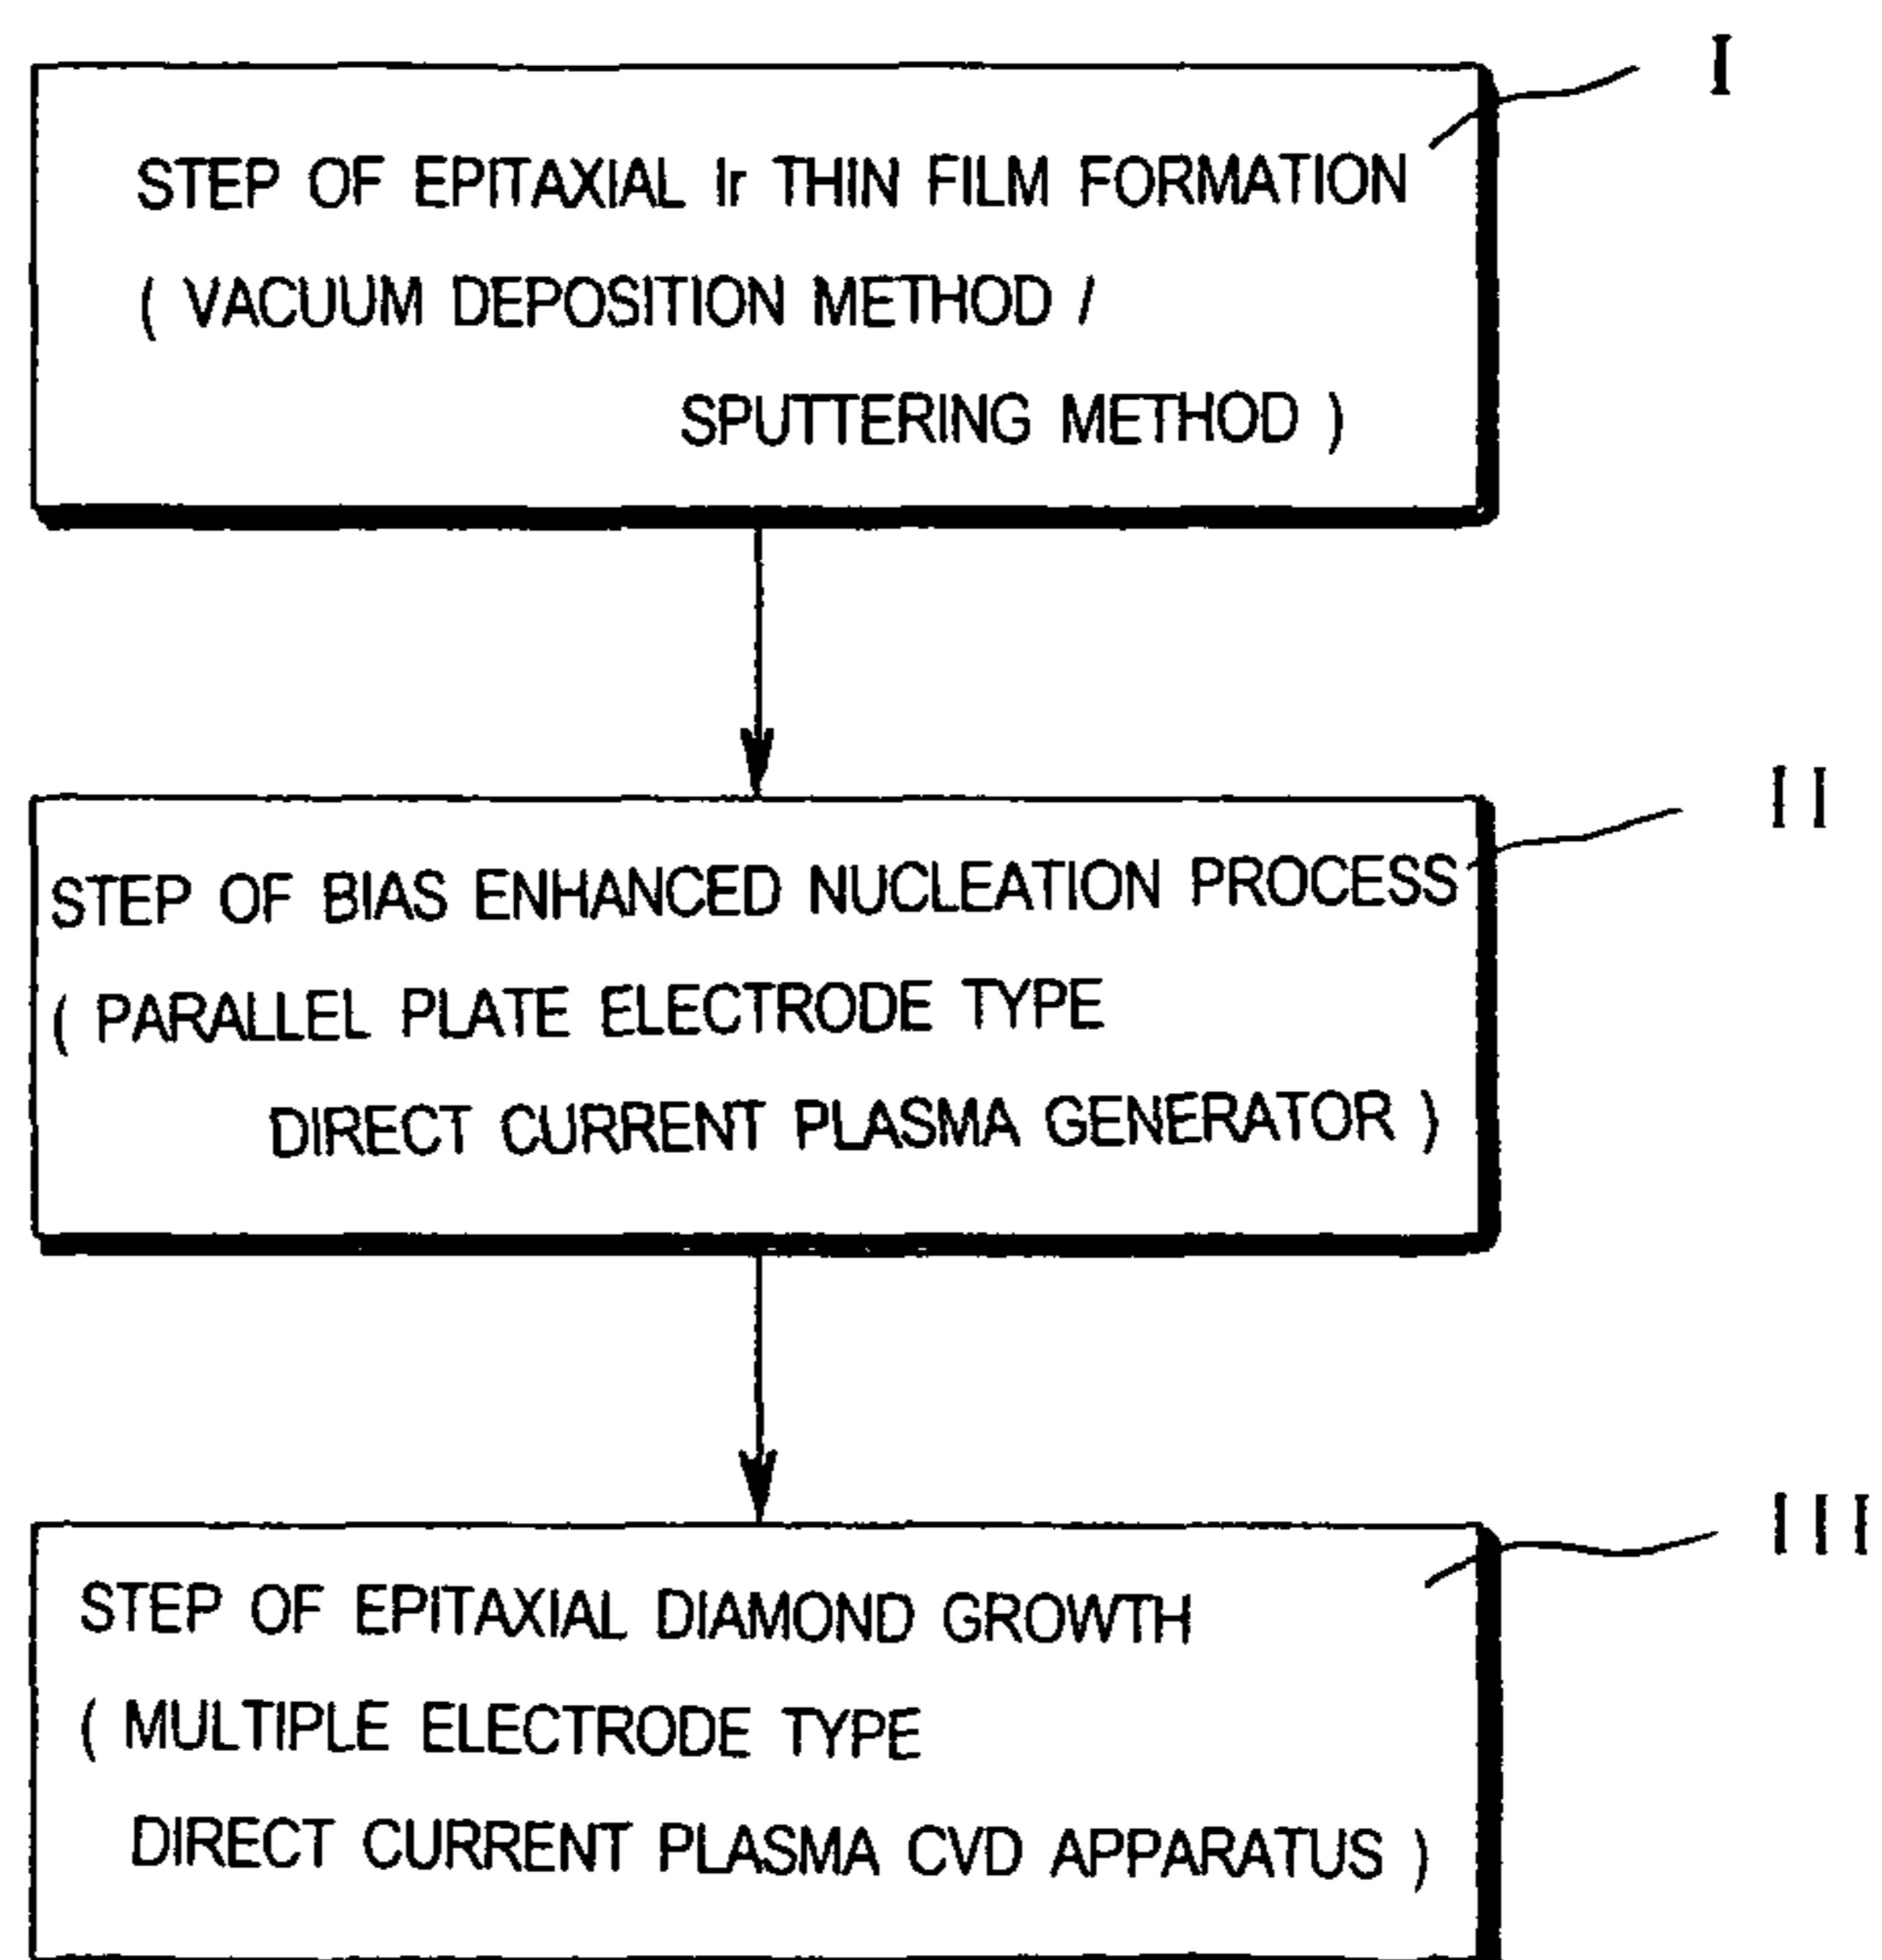 I
STEP OF EPITAXIAL Ir THIN FILM FORMATION
( VACUUM DEPOSITION METHOD /
SPUTTERING METHOD )
II
STEP OF BIAS ENHANCED NUCLEATION PROCESS
( PARALLEL PLATE ELECTRODE TYPE
DIRECT CURRENT PLASMA GENERATOR )
III
STEP OF EPITAXIAL DIAMOND GROWTH
( MULTIPLE ELECTRODE TYPE
DIRECT CURRENT PLASMA CVD APPARATUS )